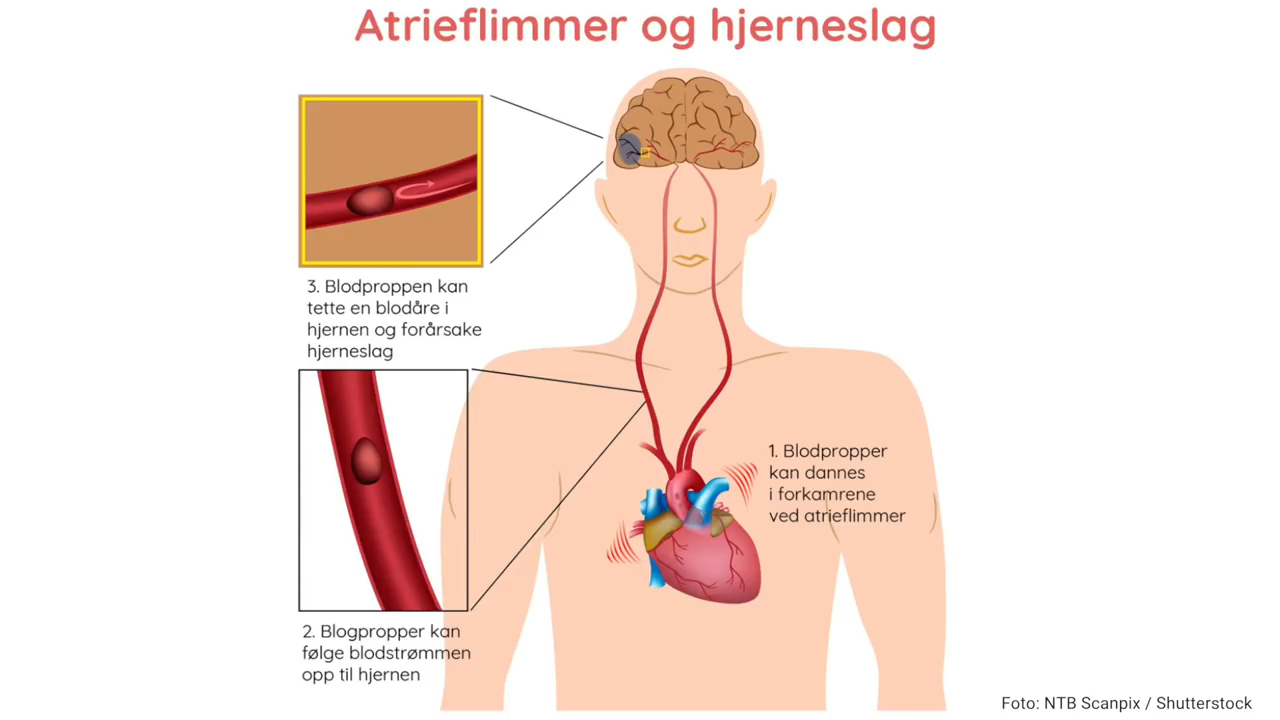 Atrieflimmer og hjerneslag
3. Blodproppen kan
tette en blodåre i
hjernen og forårsake
hjerneslag
1. Blodpropper
kan dannes
i forkamrene
ved atrieflimmer
2. Blogpropper kan
følge blodstrømmen
opp til hjernen
Foto: NTB Scanpix / Shutterstock